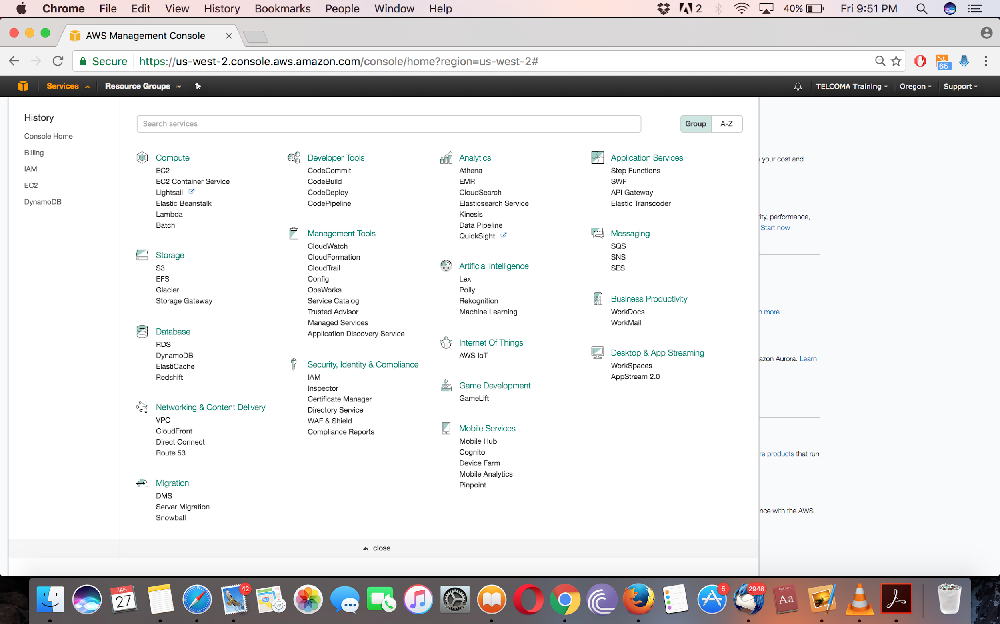 Chrome File Edit View History Bookmarks People Window Help 2 40% Fri 9:51 PM
AWS Management Console
Secure https://us-west-2.console.aws.amazon.com/console/home?region=us-west-2#
65
Services Resource Groups TELCOMA Training Oregon Support
History
Console Home
Billing
IAM
EC2
DynamoDB
Search services
Group A-Z
Compute
EC2
EC2 Container Service
Lightsail
Elastic Beanstalk
Lambda
Batch
Storage
S3
EFS
Glacier
Storage Gateway
Database
RDS
DynamoDB
ElastiCache
Redshift
Networking & Content Delivery
VPC
CloudFront
Direct Connect
Route 53
Migration
DMS
Server Migration
Snowball
Developer Tools
CodeCommit
CodeBuild
CodeDeploy
CodePipeline
Management Tools
CloudWatch
CloudFormation
CloudTrail
Config
OpsWorks
Service Catalog
Trusted Advisor
Managed Services
Application Discovery Service
Security, Identity & Compliance
IAM
Inspector
Certificate Manager
Directory Service
WAF & Shield
Compliance Reports
Analytics
Athena
EMR
CloudSearch
Elasticsearch Service
Kinesis
Data Pipeline
QuickSight
Artificial Intelligence
Lex
Polly
Rekognition
Machine Learning
Internet Of Things
AWS IoT
Game Development
GameLift
Mobile Services
Mobile Hub
Cognito
Device Farm
Mobile Analytics
Pinpoint
Application Services
Step Functions
SWF
API Gateway
Elastic Transcoder
Messaging
SQS
SNS
SES
Business Productivity
WorkDocs
WorkMail
Desktop & App Streaming
WorkSpaces
AppStream 2.0
your cost and
ity, performance,
Start now
more
azon Aurora. Learn
re products that run
nce with the AWS
close
JAN
27
42
3D
5
2948
Dictionary
Aa